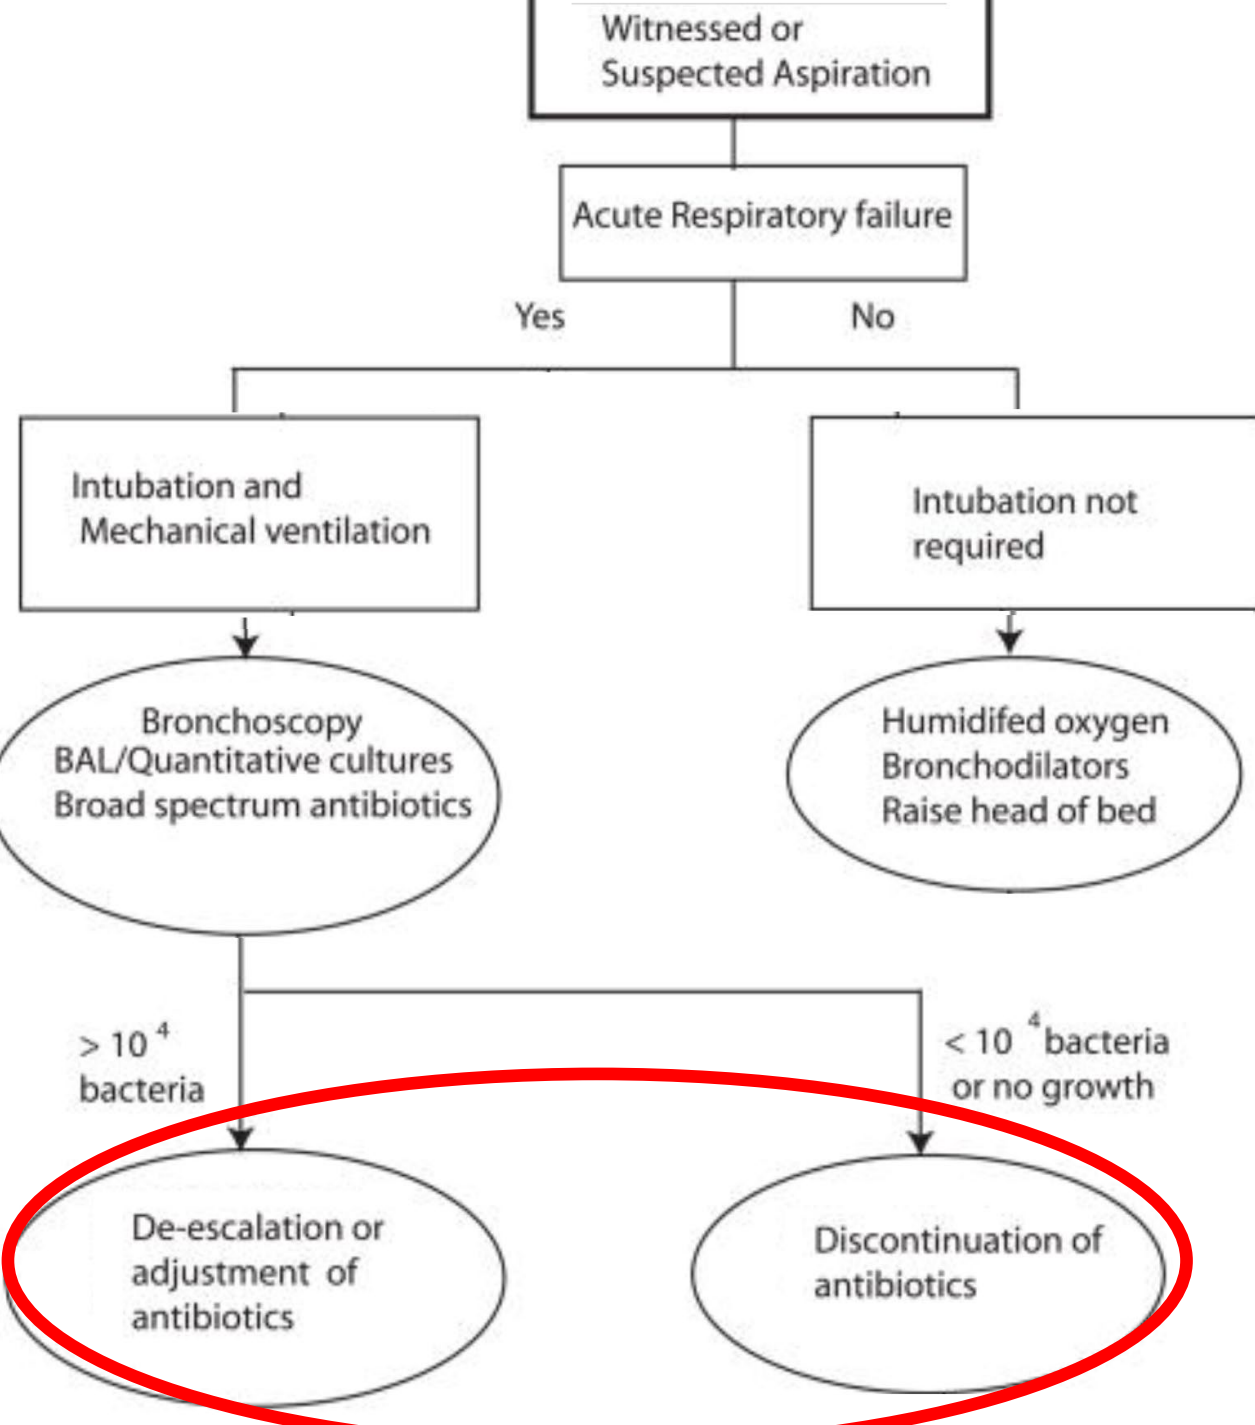 Witnessed or
Suspected Aspiration
Acute Respiratory failure
Yes
No
Intubation and
Mechanical ventilation
Intubation not
required
Bronchoscopy
BAL/Quantitative cultures
Broad spectrum antibiotics
Humidifed oxygen
Bronchodilators
Raise head of bed
> 10 4
bacteria
< 10 4 bacteria
or no growth
De-escalation or
adjustment of
antibiotics
Discontinuation of
antibiotics